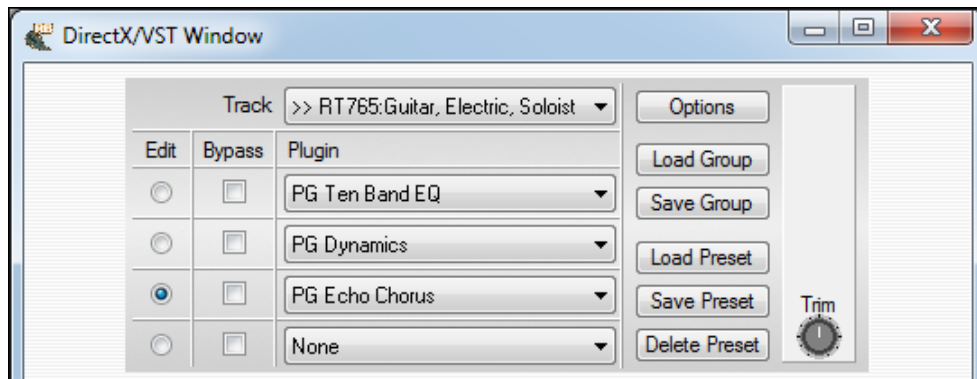 DirectX/VST Window
Track >> RT765:Guitar, Electric, Soloist Options
Edit Bypass Plugin Load Group
PG Ten Band EQ Save Group
PG Dynamics Load Preset
PG Echo Chorus Save Preset Trim
None Delete Preset